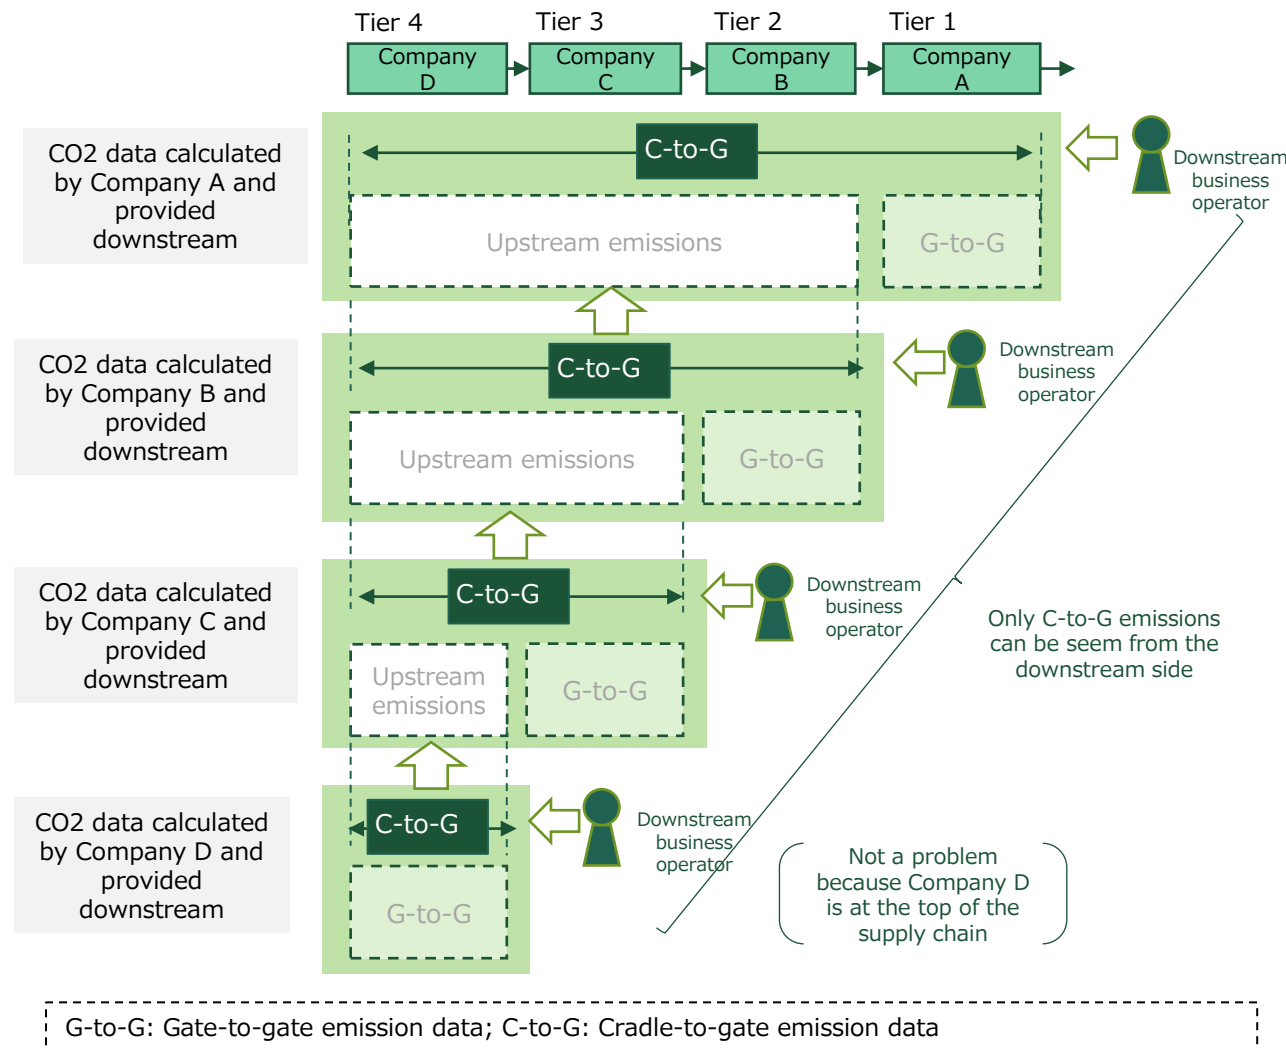 Tier 4
Tier 3
Tier 2
Tier 1
Company
D
Company
C
Company
B
Company
A
CO2 data calculated
by Company A and
provided
downstream
C-to-G
Upstream emissions
G-to-G
Downstream
business
operator
CO2 data calculated
by Company B and
provided
downstream
C-to-G
Upstream emissions
G-to-G
Downstream
business
operator
CO2 data calculated
by Company C and
provided
downstream
C-to-G
Upstream
emissions
G-to-G
Downstream
business
operator
Only C-to-G emissions
can be seem from the
downstream side
CO2 data calculated
by Company D and
provided
downstream
C-to-G
G-to-G
Downstream
business
operator
Not a problem
because Company D
is at the top of the
supply chain
G-to-G: Gate-to-gate emission data; C-to-G: Cradle-to-gate emission data